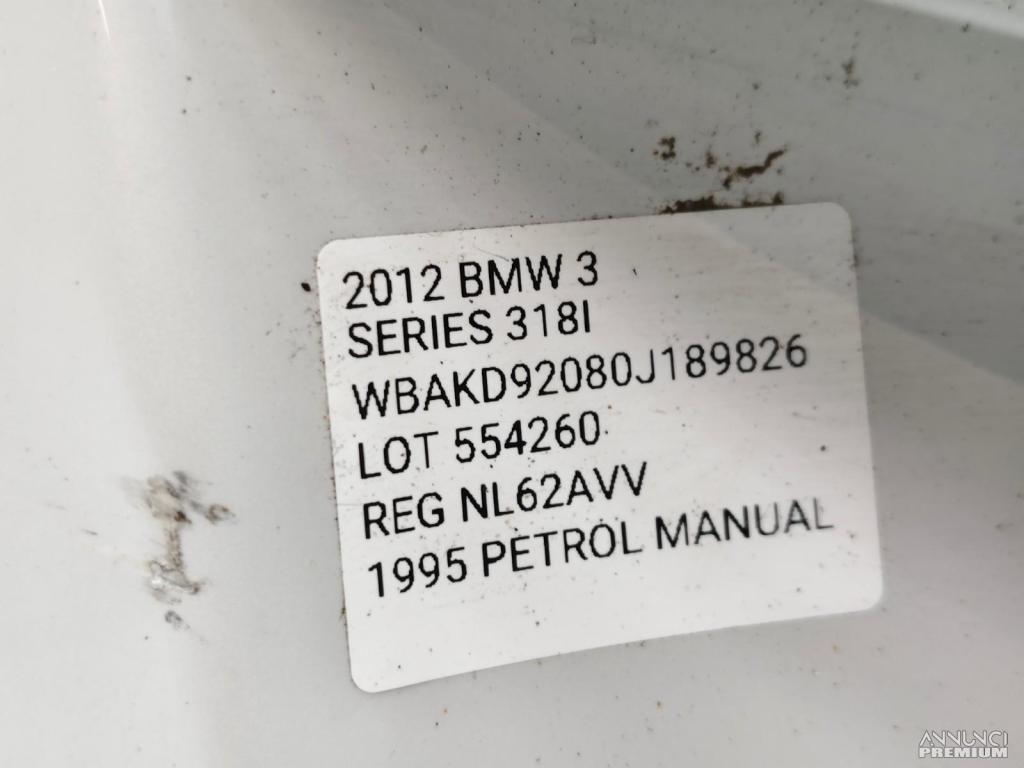 2012 BMW 3
SERIES 318I
WBAKD92080J189826
LOT 554260
REG NL62AVV
1995 PETROL MANUAL
ANNUNCI
PREMIUM